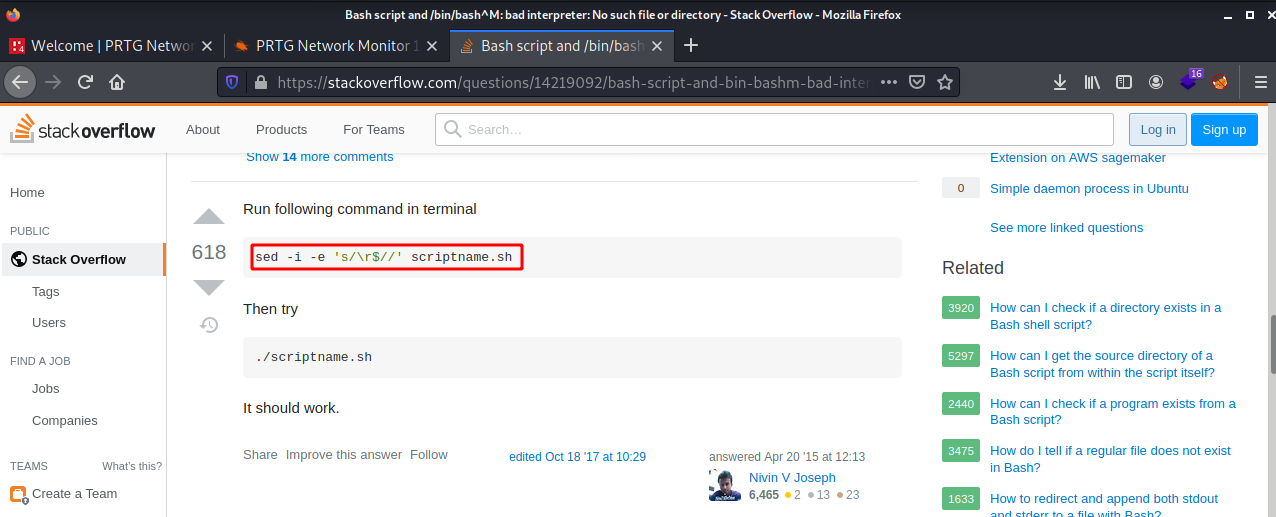 Bash script and /bin/bash^M: bad interpreter: No such file or directory - Stack Overflow - Mozilla Firefox
Welcome | PRTG Netwo
PRTG Network Monitor 1
Bash script and /bin/bash
https://stackoverflow.com/questions/14219092/bash-script-and-bin-bashm-bad-inter
16
stack overflow
About
Products
For Teams
Search…
Log in
Sign up
Show 14 more comments
Home
PUBLIC
Stack Overflow
Tags
Users
FIND A JOB
Jobs
Companies
TEAMS
What's this?
Create a Team
Run following command in terminal
618
sed -i -e 's/\r$//' scriptname.sh
Then try
./scriptname.sh
It should work.
Share Improve this answer Follow
edited Oct 18 '17 at 10:29
answered Apr 20 '15 at 12:13
Nivin V Joseph
6,465 2 13 23
Extension on AWS sagemaker
0 Simple daemon process in Ubuntu
See more linked questions
Related
3920 How can I check if a directory exists in a
Bash shell script?
5297 How can I get the source directory of a
Bash script from within the script itself?
2440 How can I check if a program exists from a
Bash script?
3475 How do I tell if a regular file does not exist
in Bash?
1633 How to redirect and append both stdout
and stderr to a file with Bash?